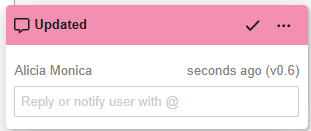 Updated
Alicia Monica seconds ago (v0.6)
Reply or notify user with @